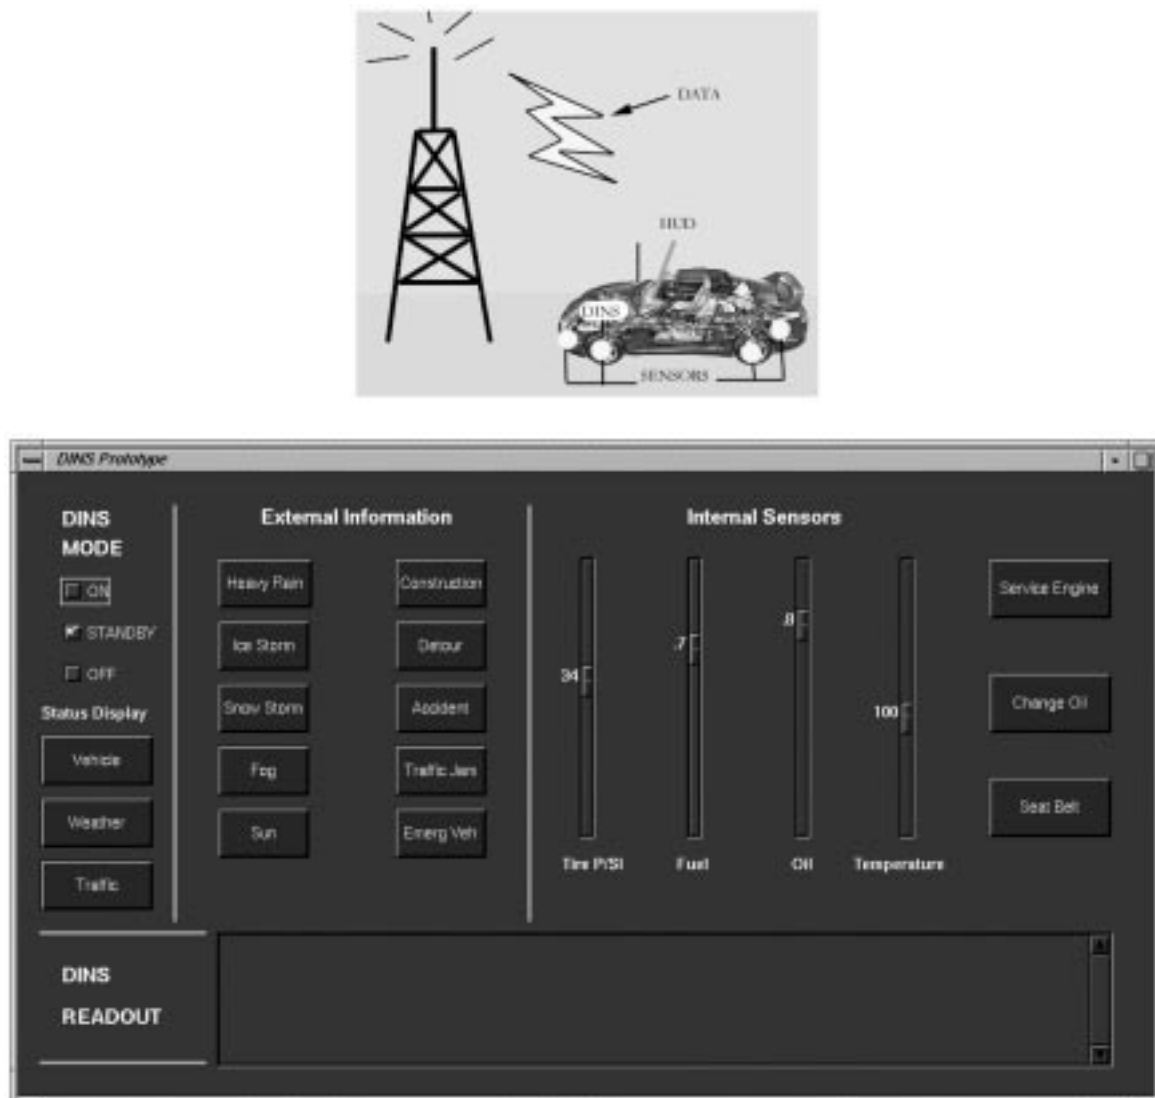 DATA
HUD
DINS
SENSORS
DINS Prototype
DINS
MODE
ON
STANDBY
OFF
Status Display
Vehicle
Weather
Traffic
External Information
Heavy Rain
Construction
Ice Storm
Detour
Snow Storm
Accident
Fog
Traffic Jam
Sun
Emerg Veh
Internal Sensors
34
.7
.8
100
Tire P/SI
Fuel
Oil
Temperature
Service Engine
Change Oil
Seat Belt
DINS
READOUT